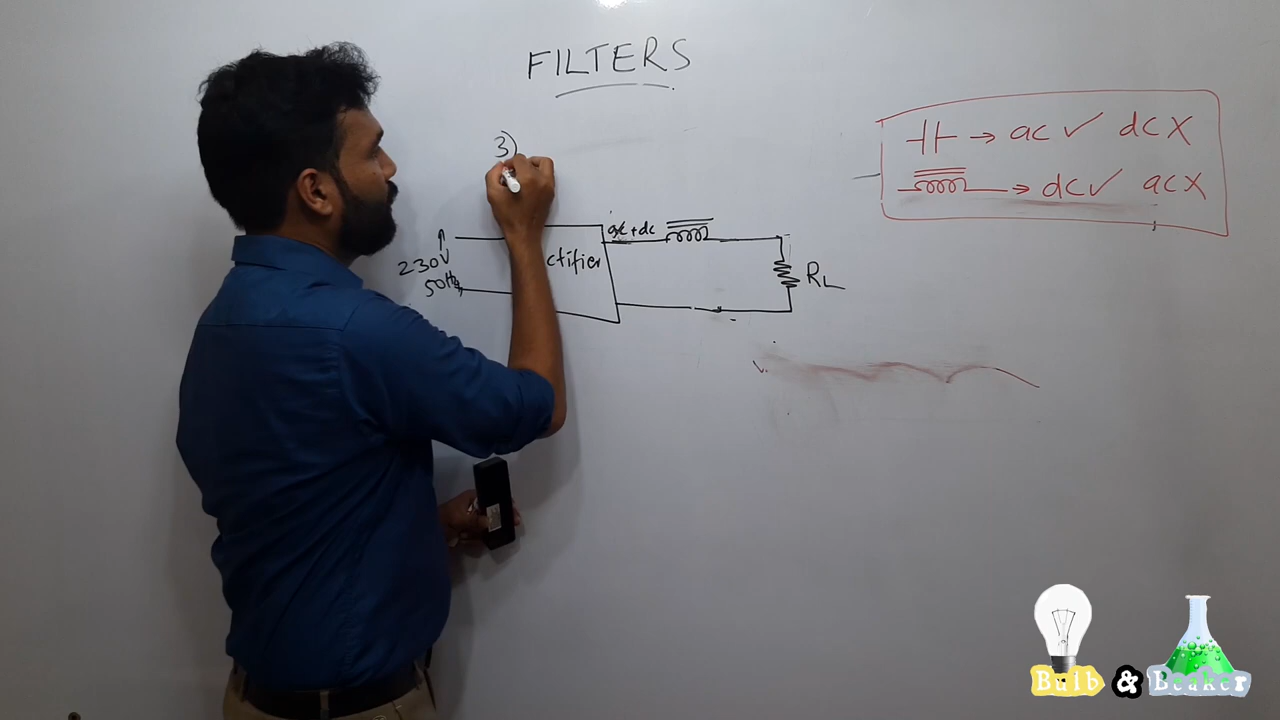 FILTERS
3)
ac ✓ dc X
dc ✓ ac X
ac+dc
230V
50Hz
ctifier
RL
Bulb & Beaker